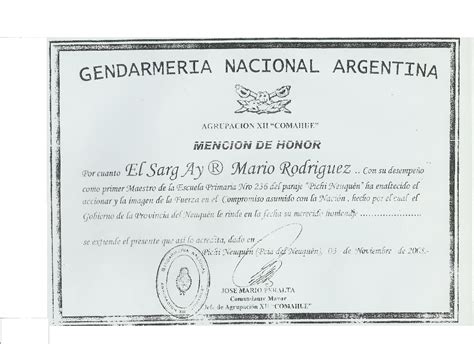 GENDARMERIA NACIONAL ARGENTINA
AGRUPACION XII "COMAHUE"
MENCION DE HONOR
Por cuanto El Sarg Ay ® Mario Rodriguez .. Con su desempeño
como primer Maestro de la Escuela Primaria Nro 256 del paraje "Pichi Neuquén" ha enaltecido el
accionar y la imagen de la Fuerza en el Compromiso asumido con la Nación, hecho por el cual el
Gobierno de la Provincia del Neuquén le rinde en la fecha su merecido homenaje
se extiende el presente que así lo acredita, dado en
Pichi Neuquén (Pcia del Neuquén), 03 de Noviembre de 2008.-
JOSE MARIO PERALTA
Comandante Mayor
Jefe de Agrupación XII "COMAHUE"